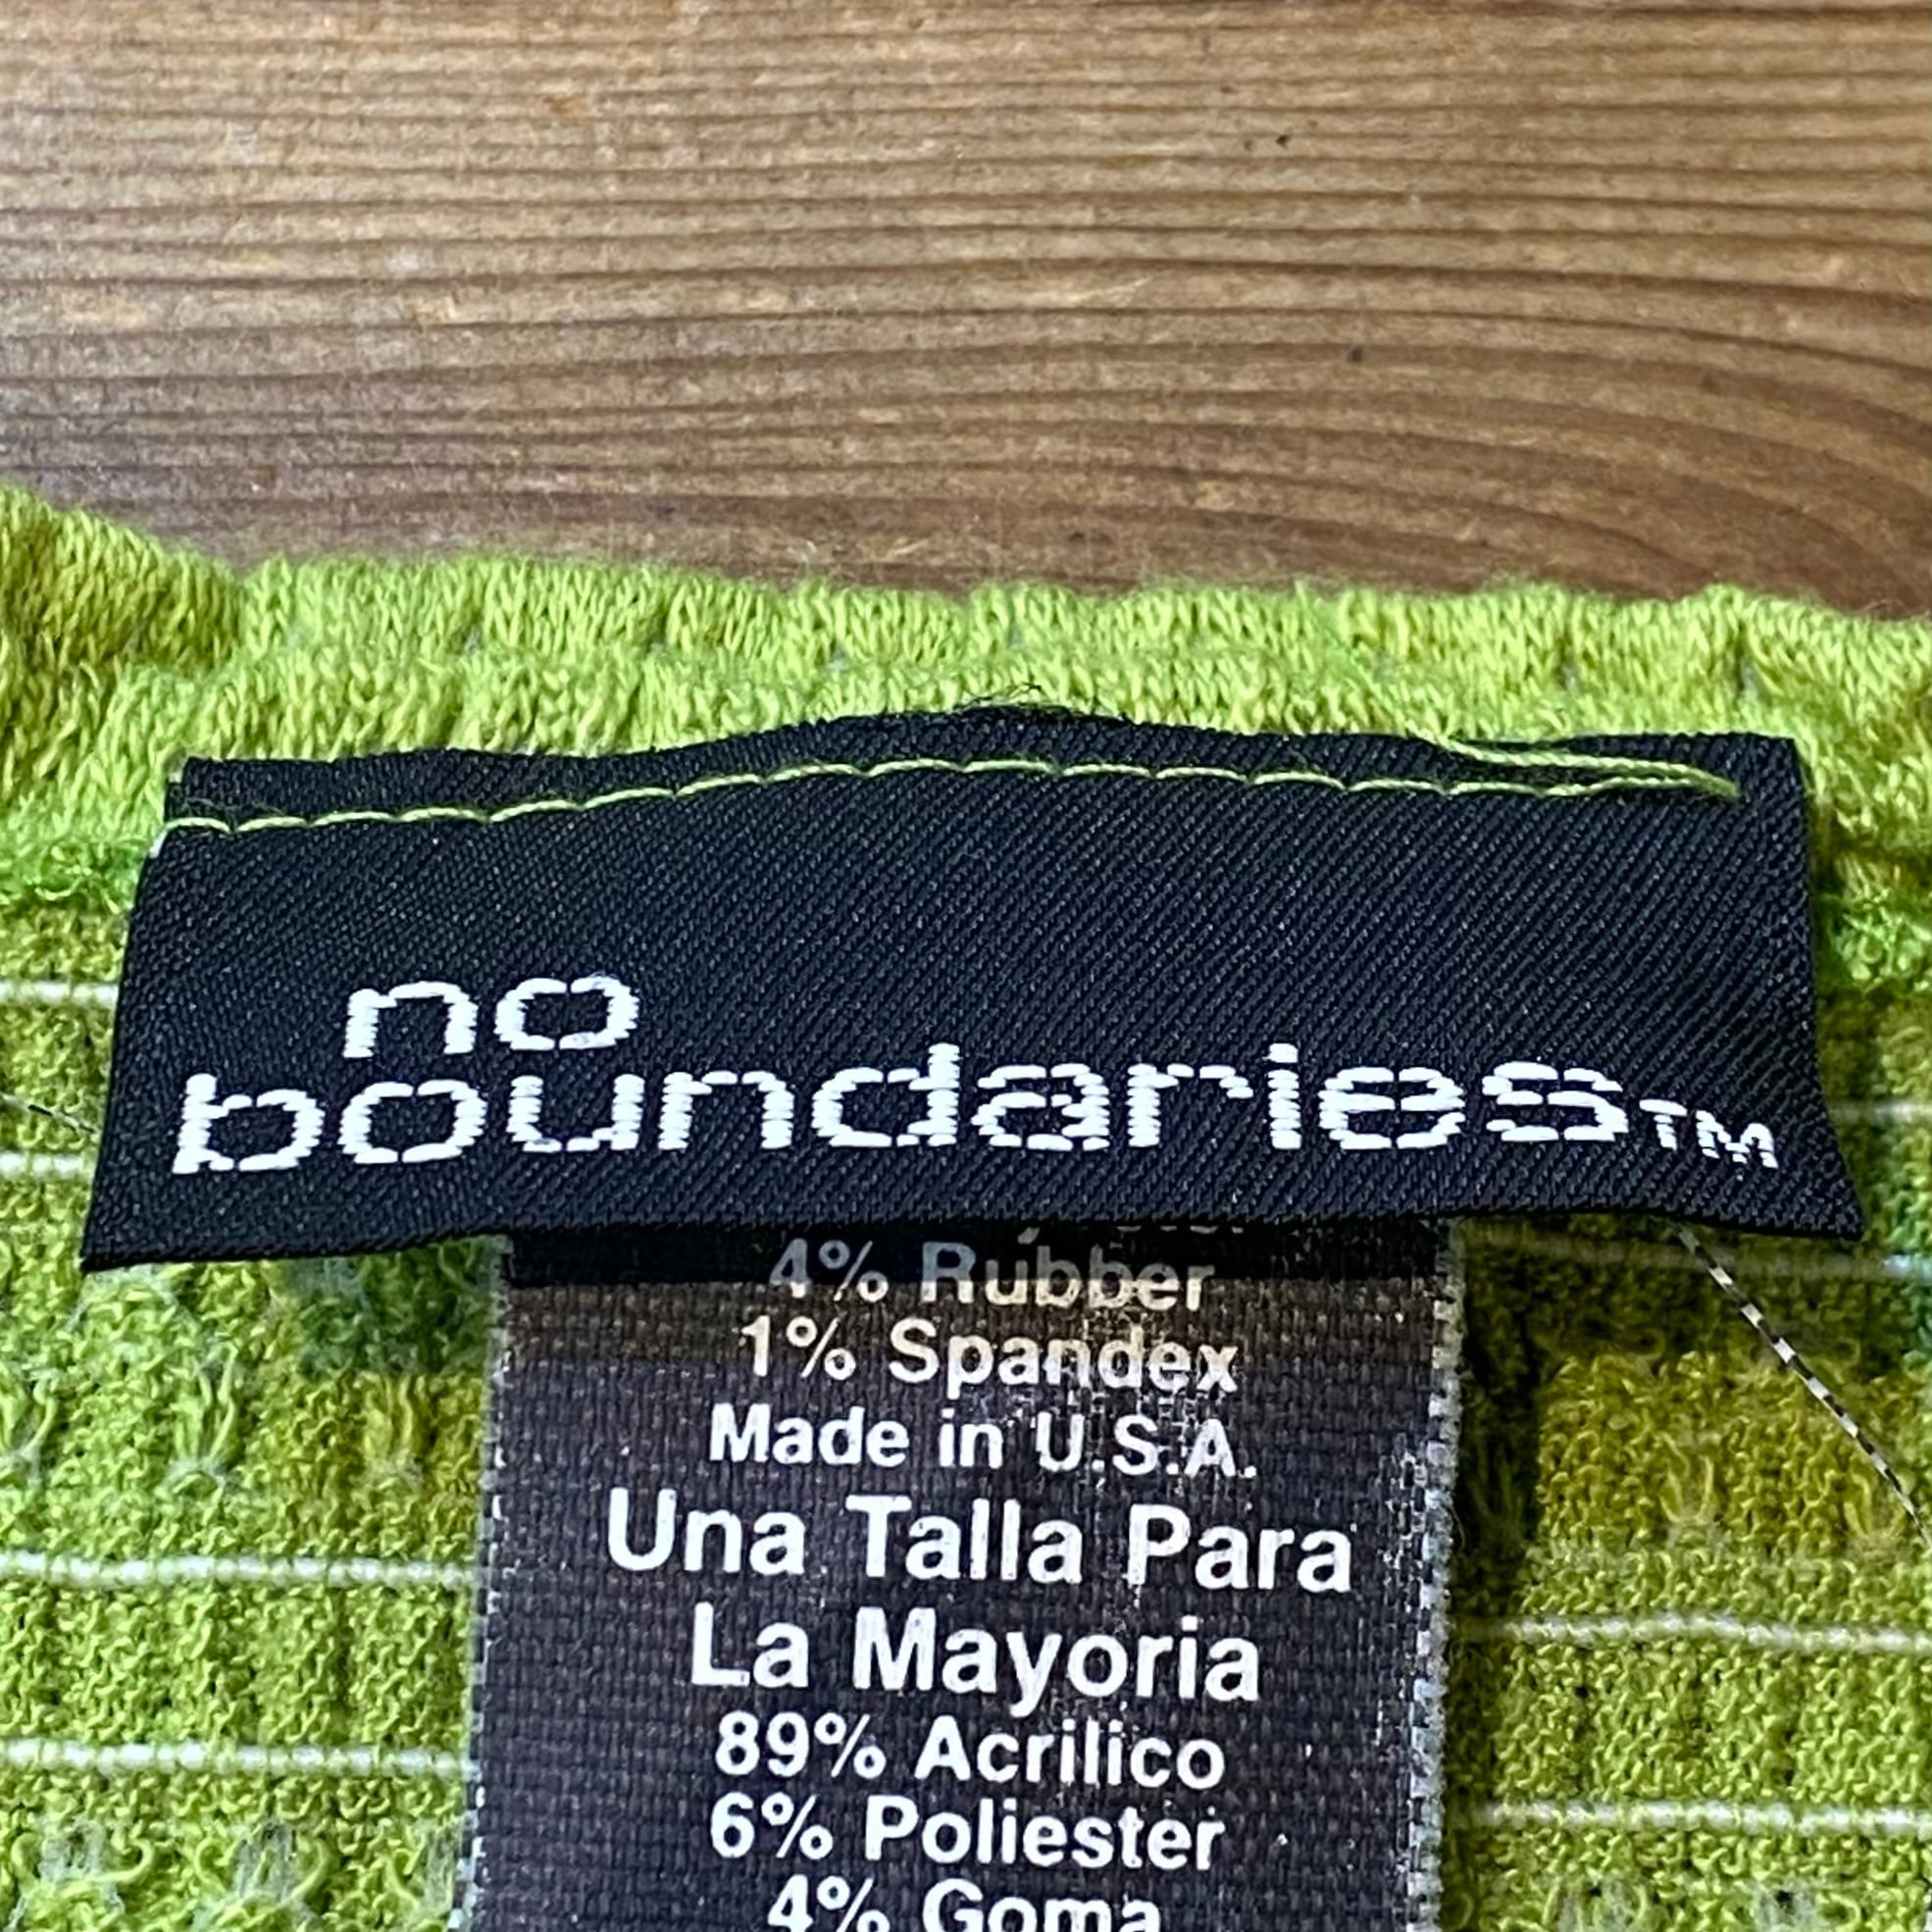 no
boundaries™
4% Rubber
1% Spandex
Made in U.S.A.
Una Talla Para
La Mayoria
89% Acrilico
6% Poliester
4% Goma